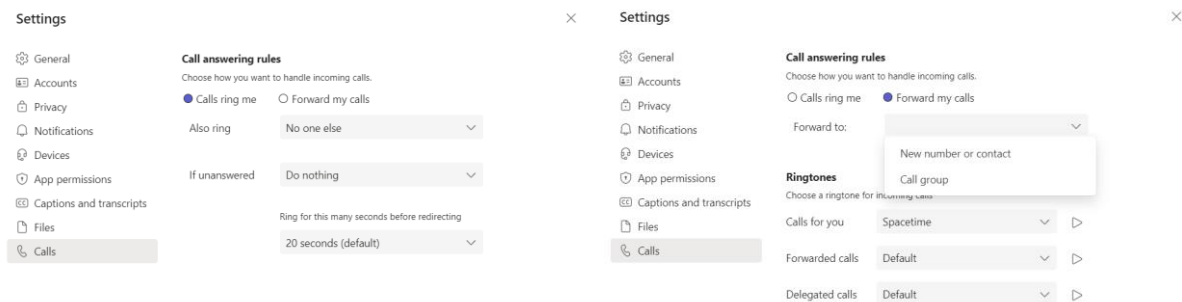 Settings
General
Accounts
Privacy
Notifications
Devices
App permissions
Captions and transcripts
Files
Calls
Call answering rules
Choose how you want to handle incoming calls.
Calls ring me Forward my calls
Also ring No one else
If unanswered Do nothing
Ring for this many seconds before redirecting
20 seconds (default)
Settings
General
Accounts
Privacy
Notifications
Devices
App permissions
Captions and transcripts
Files
Calls
Call answering rules
Choose how you want to handle incoming calls.
Calls ring me Forward my calls
Forward to:
New number or contact
Call group
Ringtones
Choose a ringtone for incoming calls
Calls for you Spacetime
Forwarded calls Default
Delegated calls Default